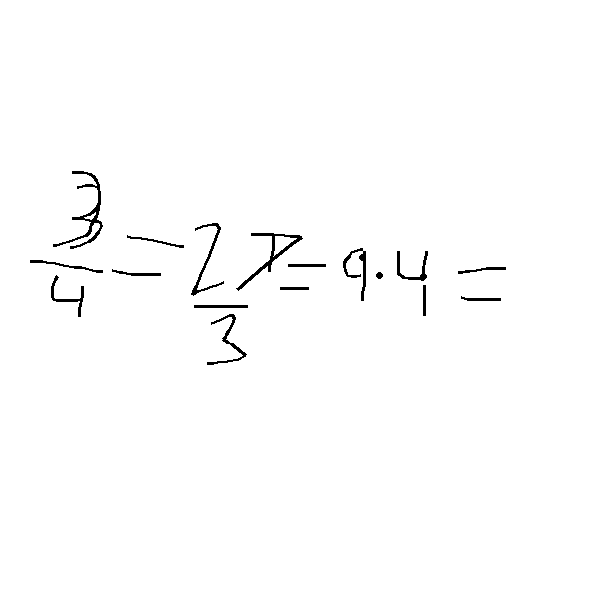 3/4 = 27/3 = 9.4 =